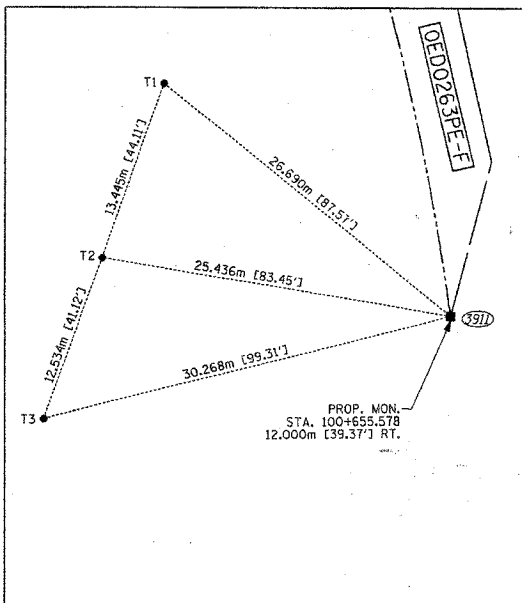 OED0263PE-F
T1
26.690m [87.57']
13.445m [44.11']
T2
25.436m [83.45']
3911
12.534m [41.12']
30.268m [99.31']
T3
PROP. MON.
STA. 100+655.578
12.000m [39.37'] RT.